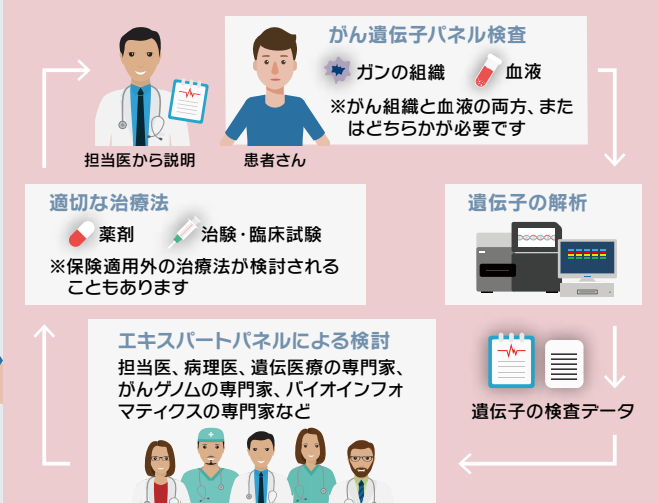 がん遺伝子パネル検査
ガンの組織
血液
※がん組織と血液の両方、また
はどちらかが必要です
担当医から説明
患者さん
遺伝子の解析
遺伝子の検査データ
エキスパートパネルによる検討
担当医、病理医、遺伝医療の専門家、
がんゲノムの専門家、バイオインフォ
マティクスの専門家など
適切な治療法
薬剤
治験・臨床試験
※保険適用外の治療法が検討される
こともあります